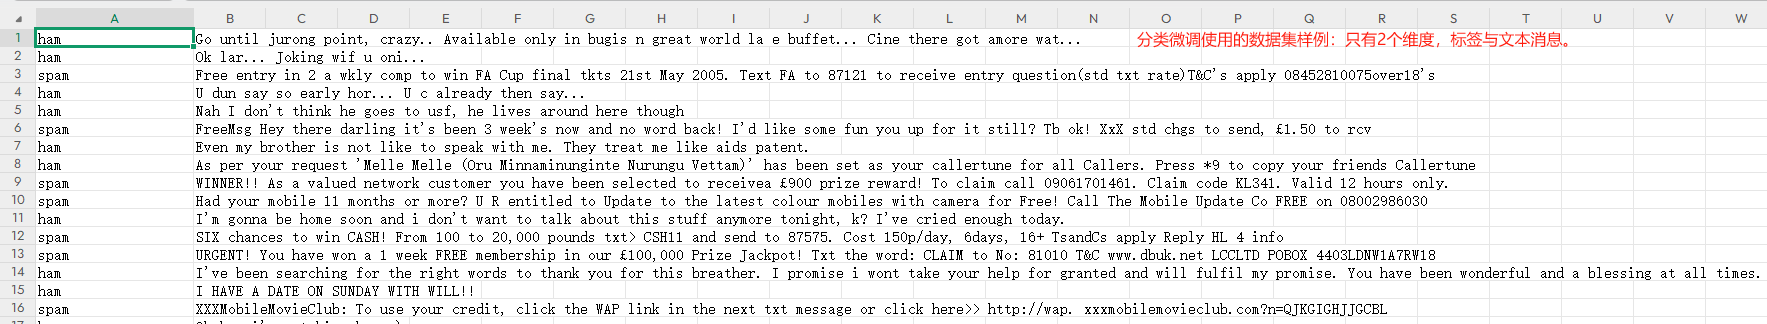 A B C D E F G H I J K L M N O P Q R S T U V W
1 ham Go until jurong point, crazy.. Available only in bugis n great world la e buffet... Cine there got amore wat... 分类微调使用的数据集样例：只有2个维度，标签与文本消息。
2 ham Ok lar... Joking wif u oni...
3 spam Free entry in 2 a wkly comp to win FA Cup final tkts 21st May 2005. Text FA to 87121 to receive entry question(std txt rate)T&C's apply 08452810075over18's
4 ham U dun say so early hor... U c already then say...
5 ham Nah I don't think he goes to usf, he lives around here though
6 spam FreeMsg Hey there darling it's been 3 week's now and no word back! I'd like some fun you up for it still? Tb ok! XxX std chgs to send, £1.50 to rcv
7 ham Even my brother is not like to speak with me. They treat me like aids patent.
8 ham As per your request 'Melle Melle (Oru Minnaminunginte Nurungu Vettam)' has been set as your callertune for all Callers. Press *9 to copy your friends Callertune
9 spam WINNER!! As a valued network customer you have been selected to receivea £900 prize reward! To claim call 09061701461. Claim code KL341. Valid 12 hours only.
10 spam Had your mobile 11 months or more? U R entitled to Update to the latest colour mobiles with camera for Free! Call The Mobile Update Co FREE on 08002986030
11 ham I'm gonna be home soon and i don't want to talk about this stuff anymore tonight, k? I've cried enough today.
12 spam SIX chances to win CASH! From 100 to 20,000 pounds txt> CSH11 and send to 87575. Cost 150p/day, 6days, 16+ TsandCs apply Reply HL 4 info
13 spam URGENT! You have won a 1 week FREE membership in our £100,000 Prize Jackpot! Txt the word: CLAIM to No: 81010 T&C www.dbuk.net LCCLTD POBOX 4403LDNW1A7RW18
14 ham I've been searching for the right words to thank you for this breather. I promise i wont take your help for granted and will fulfil my promise. You have been wonderful and a blessing at all times.
15 ham I HAVE A DATE ON SUNDAY WITH WILL!!
16 spam XXXMobileMovieClub: To use your credit, click the WAP link in the next txt message or click here>> http://wap. xxxmobilemovieclub.com?n=QJKGIGHJJGCBL